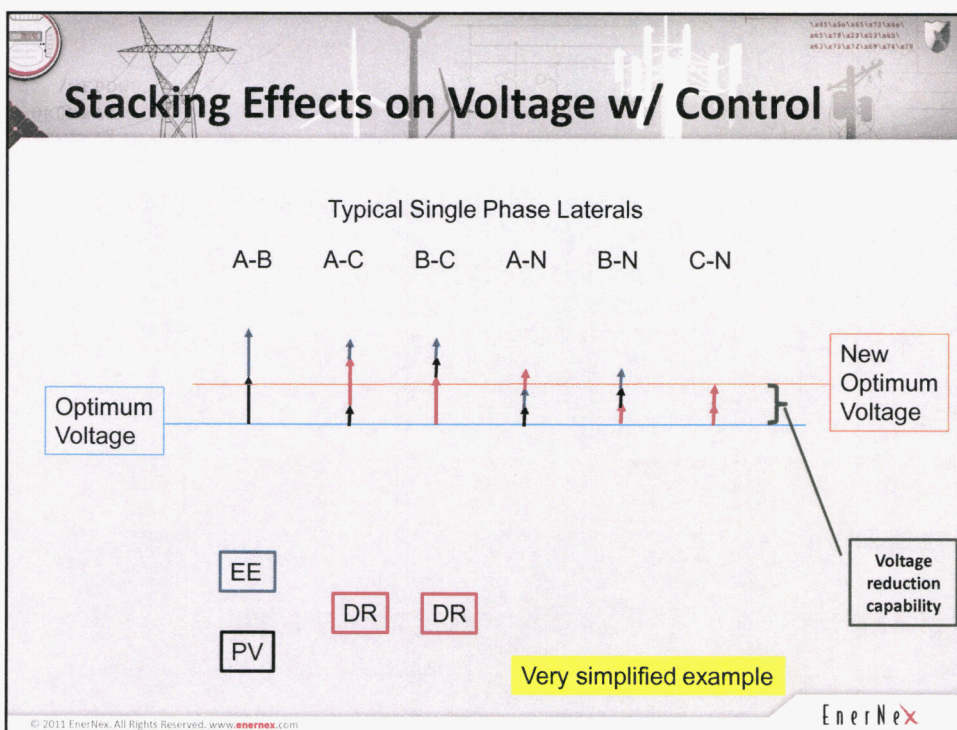 Stacking Effects on Voltage w/ Control
Typical Single Phase Laterals
A-B A-C B-C A-N B-N C-N
Optimum
Voltage
New
Optimum
Voltage
EE
DR DR
PV
Voltage
reduction
capability
Very simplified example
© 2011 EnerNex. All Rights Reserved. www.enernex.com
EnerNex